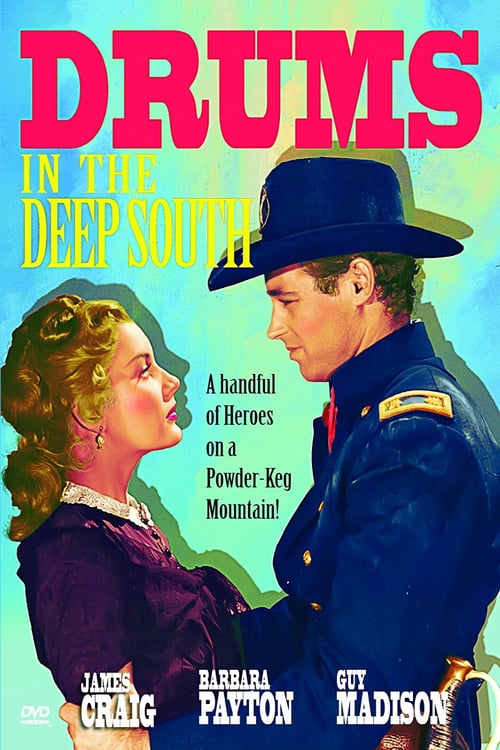 DRUMS
IN THE
DEEP SOUTH
A handful
of Heroes
on a
Powder-Keg
Mountain!
JAMES CRAIG
BARBARA PAYTON
GUY MADISON
DVD